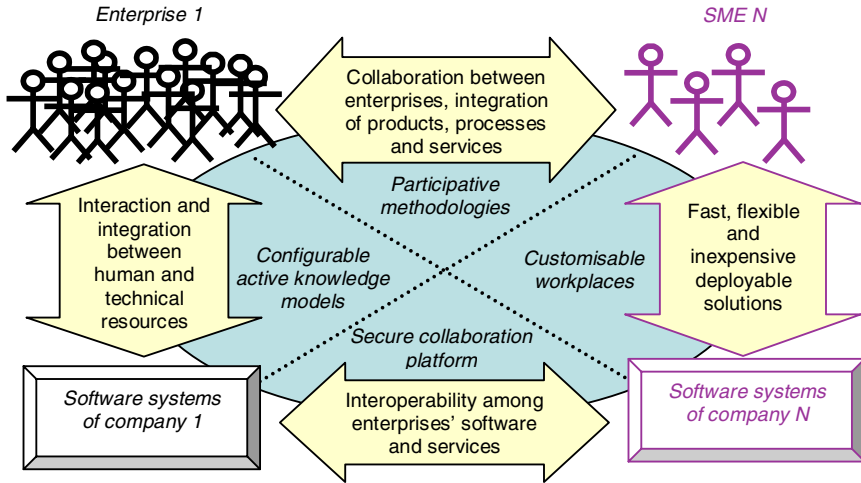 Enterprise 1
SME N
Collaboration between
enterprises, integration
of products, processes
and services
Participative
methodologies
Interaction and
integration
between
human and
technical
resources
Configurable
active knowledge
models
Customisable
workplaces
Fast, flexible
and
inexpensive
deployable
solutions
Secure collaboration
platform
Software systems
of company 1
Interoperability among
enterprises’ software
and services
Software systems
of company N